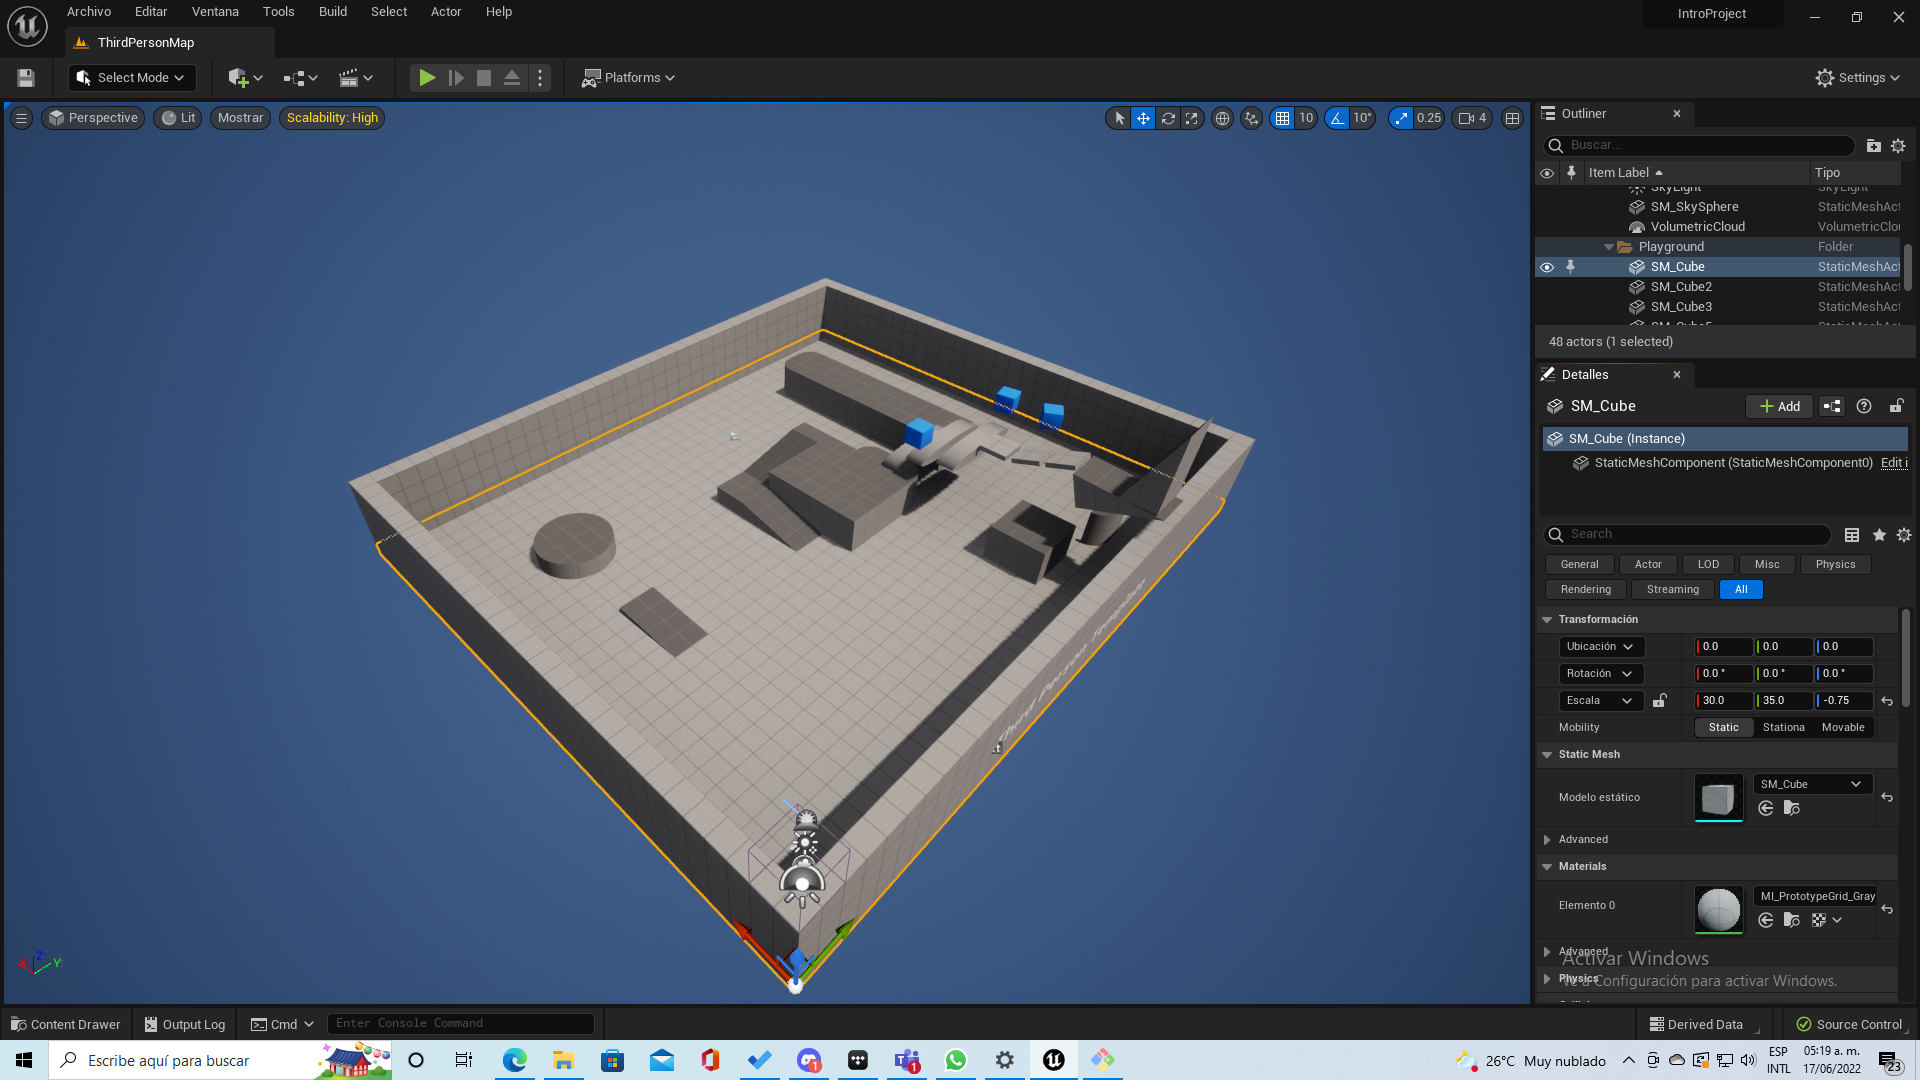 Archivo Editar Ventana Tools Build Select Actor Help
IntroProject
ThirdPersonMap
Select Mode
Platforms
Settings
Perspective Lit Mostrar Scalability: High
10 10° 0.25 4
Outliner
Buscar...
Item Label Tipo
SkyLight SkyLight
SM_SkySphere StaticMeshAct
VolumetricCloud VolumetricClou
Playground Folder
SM_Cube StaticMeshAct
SM_Cube2 StaticMeshAct
SM_Cube3 StaticMeshAct
48 actors (1 selected)
Detalles
SM_Cube
Add
SM_Cube (Instance)
StaticMeshComponent (StaticMeshComponent0) Edit i
Search
General Actor LOD Misc Physics
Rendering Streaming All
Transformación
Ubicación 0.0 0.0 0.0
Rotación 0.0 ° 0.0 ° 0.0 °
Escala 30.0 35.0 -0.75
Mobility Static Stationa Movable
Static Mesh
Modelo estático SM_Cube
Advanced
Materials
Elemento 0 MI_PrototypeGrid_Gray
Advanced
Activar Windows
Physics
Ve a Configuración para activar Windows.
Third Person Template
X Z Y
Content Drawer Output Log Cmd Enter Console Command
Derived Data Source Control
Escribe aquí para buscar
1
1
26°C Muy nublado
ESP
INTL
05:19 a. m.
17/06/2022
23